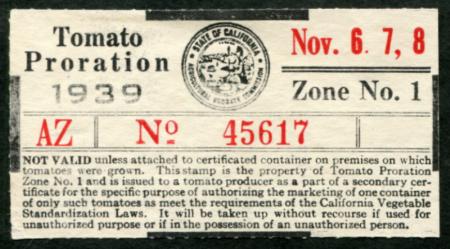 Tomato
Proration
1939
STATE OF CALIFORNIA
AGRICULTURAL PRORATE COMMISSION
Nov. 6. 7, 8
Zone No. 1
AZ No 45617
NOT VALID unless attached to certificated container on premises on which
tomatoes were grown. This stamp is the property of Tomato Proration
Zone No. 1 and is issued to a tomato producer as a part of a secondary cer-
tificate for the specific purpose of authorizing the marketing of one container
of only such tomatoes as meet the requirements of the California Vegetable
Standardization Laws. It will be taken up without recourse if used for
unauthorized purpose or if in the possession of an unauthorized person.